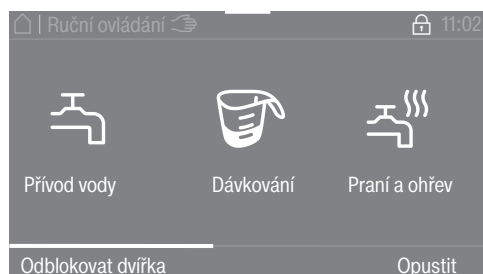 | Ruční ovládání 11:02
Přívod vody Dávkování Praní a ohřev
Odblokovat dvířka Opustit